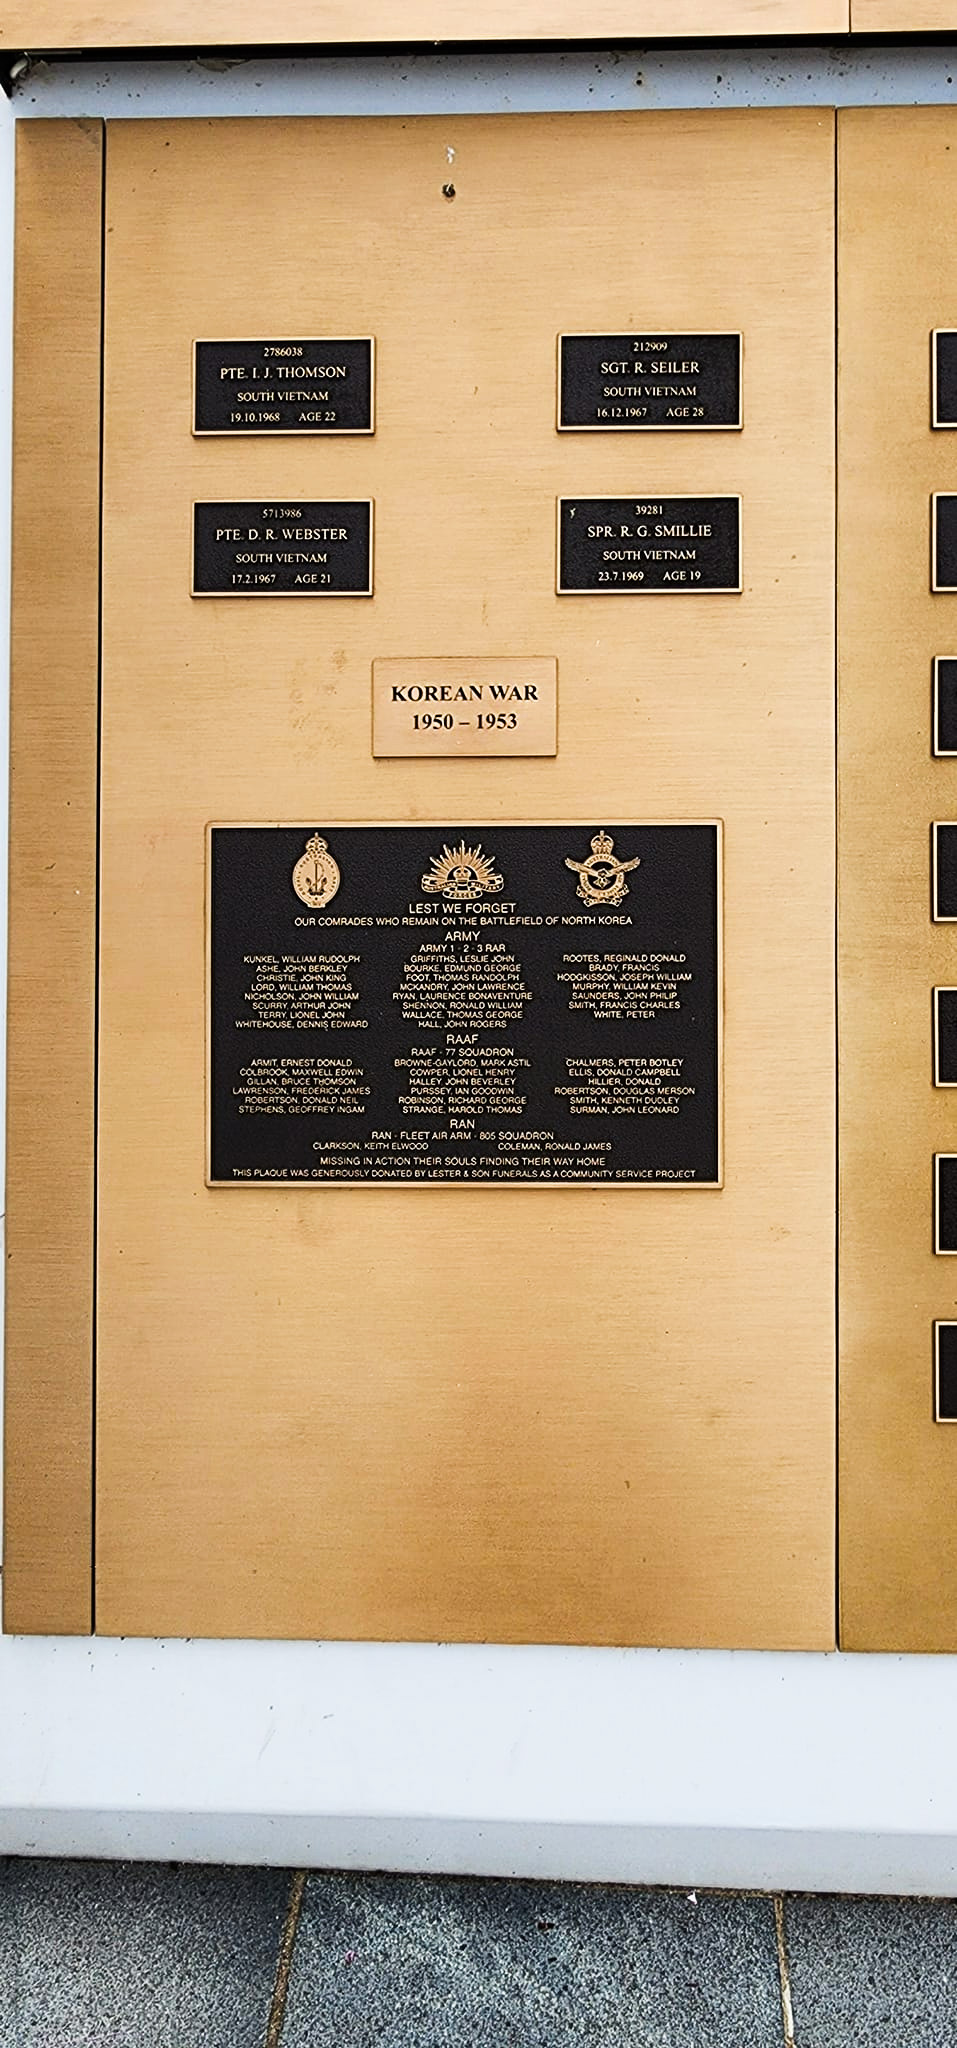 2786038
PTE. I. J. THOMSON
SOUTH VIETNAM
19.10.1968 AGE 22
212909
SGT. R. SEILER
SOUTH VIETNAM
16.12.1967 AGE 28
5713986
PTE. D. R. WEBSTER
SOUTH VIETNAM
17.2.1967 AGE 21
39281
SPR. R. G. SMILLIE
SOUTH VIETNAM
23.7.1969 AGE 19
KOREAN WAR
1950 – 1953
LEST WE FORGET
OUR COMRADES WHO REMAIN ON THE BATTLEFIELD OF NORTH KOREA
ARMY
ARMY 1 - 2 - 3 RAR
KUNKEL, WILLIAM RUDOLPH
ASHE, JOHN BERKLEY
CHRISTIE, JOHN KING
LORD, WILLIAM THOMAS
NICHOLSON, JOHN WILLIAM
SCURRY, ARTHUR JOHN
TERRY, LIONEL JOHN
WHITEHOUSE, DENNIS EDWARD
GRIFFITHS, LESLIE JOHN
BOURKE, EDMUND GEORGE
FOOT, THOMAS RANDOLPH
MCKANDRY, JOHN LAWRENCE
RYAN, LAURENCE BONAVENTURE
SHENNON, RONALD WILLIAM
WALLACE, THOMAS GEORGE
HALL, JOHN ROGERS
ROOTES, REGINALD DONALD
BRADY, FRANCIS
HODGKISSON, JOSEPH WILLIAM
MURPHY, WILLIAM KEVIN
SAUNDERS, JOHN PHILIP
SMITH, FRANCIS CHARLES
WHITE, PETER
RAAF
RAAF - 77 SQUADRON
ARMIT, ERNEST DONALD
COLBROOK, MAXWELL EDWIN
GILLAN, BRUCE THOMSON
LAWRENSON, FREDERICK JAMES
ROBERTSON, DONALD NEIL
STEPHENS, GEOFFREY INGAM
BROWNE-GAYLORD, MARK ASTIL
COWPER, LIONEL HENRY
HALLEY, JOHN BEVERLEY
PURSSEY, IAN GOODWIN
ROBINSON, RICHARD GEORGE
STRANGE, HAROLD THOMAS
CHALMERS, PETER BOTLEY
ELLIS, DONALD CAMPBELL
HILLIER, DONALD
ROBERTSON, DOUGLAS MERSON
SMITH, KENNETH DUDLEY
SURMAN, JOHN LEONARD
RAN
RAN - FLEET AIR ARM - 805 SQUADRON
CLARKSON, KEITH ELWOOD COLEMAN, RONALD JAMES
MISSING IN ACTION THEIR SOULS FINDING THEIR WAY HOME
THIS PLAQUE WAS GENEROUSLY DONATED BY LESTER & SON FUNERALS AS A COMMUNITY SERVICE PROJECT